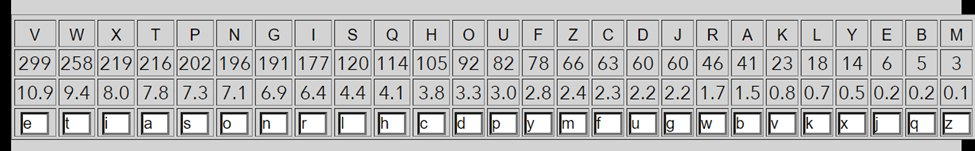 V W X T P N G I S Q H O U F Z C D J R A K L Y E B M
299 258 219 216 202 196 191 177 120 114 105 92 82 78 66 63 60 60 46 41 23 18 14 6 5 3
10.9 9.4 8.0 7.8 7.3 7.1 6.9 6.4 4.4 4.1 3.8 3.3 3.0 2.8 2.4 2.3 2.2 2.2 1.7 1.5 0.8 0.7 0.5 0.2 0.2 0.1
e t i a s o n r l h c d p y m f u g w b v k x j q z